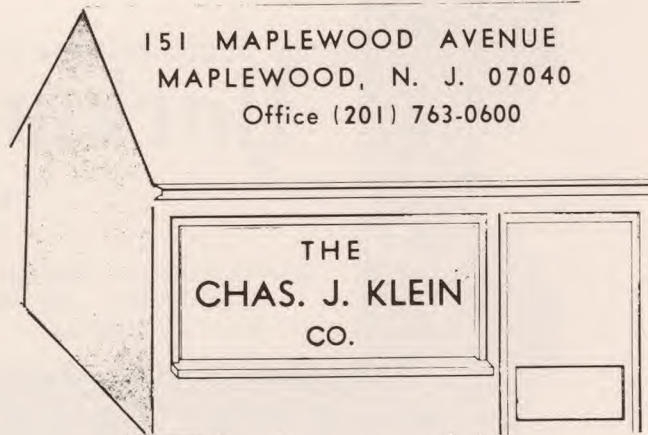 151 MAPLEWOOD AVENUE
MAPLEWOOD, N. J. 07040
Office (201) 763-0600
THE
CHAS. J. KLEIN
CO.